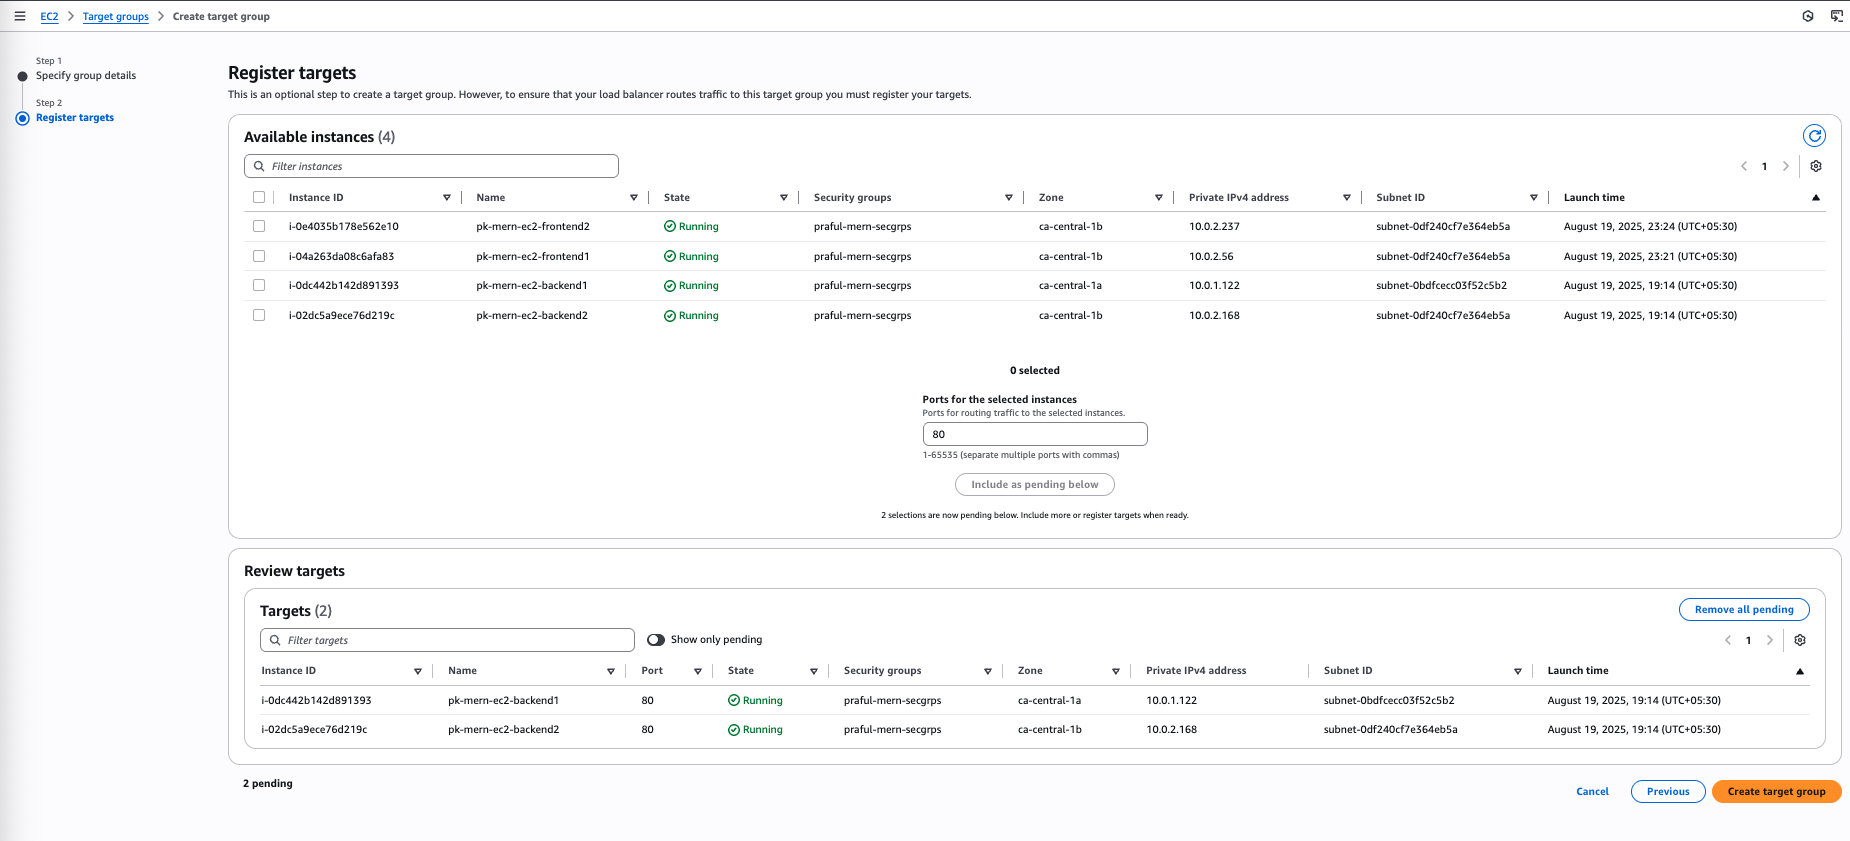 EC2 > Target groups > Create target group
Step 1
Specify group details
Step 2
Register targets
Register targets
This is an optional step to create a target group. However, to ensure that your load balancer routes traffic to this target group you must register your targets.
Available instances (4)
Filter instances
1
Instance ID Name State Security groups Zone Private IPv4 address Subnet ID Launch time
i-0e4035b178e562e10 pk-mern-ec2-frontend2 Running praful-mern-secgrps ca-central-1b 10.0.2.237 subnet-0df240cf7e364eb5a August 19, 2025, 23:24 (UTC+05:30)
i-04a263da08c6afa83 pk-mern-ec2-frontend1 Running praful-mern-secgrps ca-central-1b 10.0.2.56 subnet-0df240cf7e364eb5a August 19, 2025, 23:21 (UTC+05:30)
i-0dc442b142d891393 pk-mern-ec2-backend1 Running praful-mern-secgrps ca-central-1a 10.0.1.122 subnet-0bdfcecc03f52c5b2 August 19, 2025, 19:14 (UTC+05:30)
i-02dc5a9ece76d219c pk-mern-ec2-backend2 Running praful-mern-secgrps ca-central-1b 10.0.2.168 subnet-0df240cf7e364eb5a August 19, 2025, 19:14 (UTC+05:30)
0 selected
Ports for the selected instances
Ports for routing traffic to the selected instances.
80
1-65535 (separate multiple ports with commas)
Include as pending below
2 selections are now pending below. Include more or register targets when ready.
Review targets
Targets (2)
Remove all pending
Filter targets
Show only pending
1
Instance ID Name Port State Security groups Zone Private IPv4 address Subnet ID Launch time
i-0dc442b142d891393 pk-mern-ec2-backend1 80 Running praful-mern-secgrps ca-central-1a 10.0.1.122 subnet-0bdfcecc03f52c5b2 August 19, 2025, 19:14 (UTC+05:30)
i-02dc5a9ece76d219c pk-mern-ec2-backend2 80 Running praful-mern-secgrps ca-central-1b 10.0.2.168 subnet-0df240cf7e364eb5a August 19, 2025, 19:14 (UTC+05:30)
2 pending
Cancel
Previous
Create target group